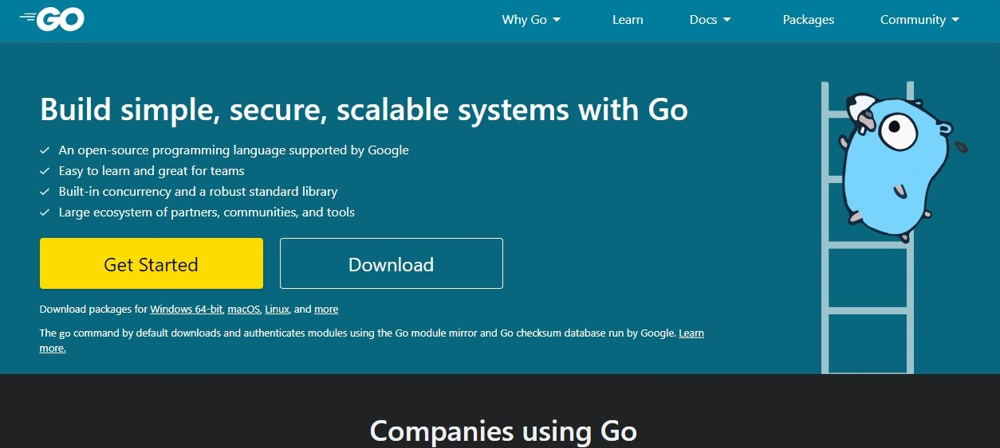 GO
Why Go
Learn
Docs
Packages
Community
Build simple, secure, scalable systems with Go
An open-source programming language supported by Google
Easy to learn and great for teams
Built-in concurrency and a robust standard library
Large ecosystem of partners, communities, and tools
Get Started
Download
Download packages for Windows 64-bit, macOS, Linux, and more
The go command by default downloads and authenticates modules using the Go module mirror and Go checksum database run by Google. Learn
more.
Companies using Go